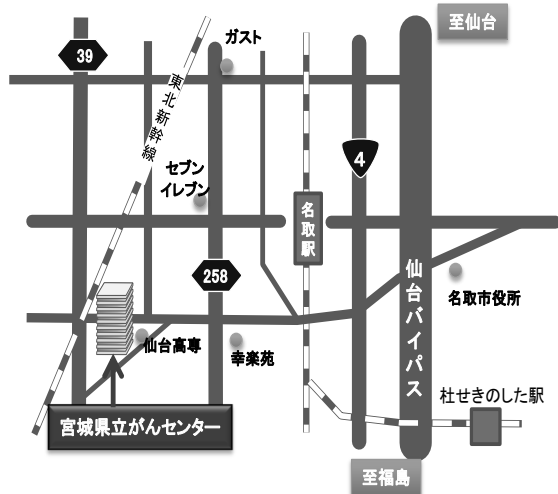 至仙台
ガスト
39
東北新幹線
4
セブン
イレブン
名取駅
258
仙台バイパス
名取市役所
仙台高専
幸楽苑
杜せきのした駅
宮城県立がんセンター
至福島